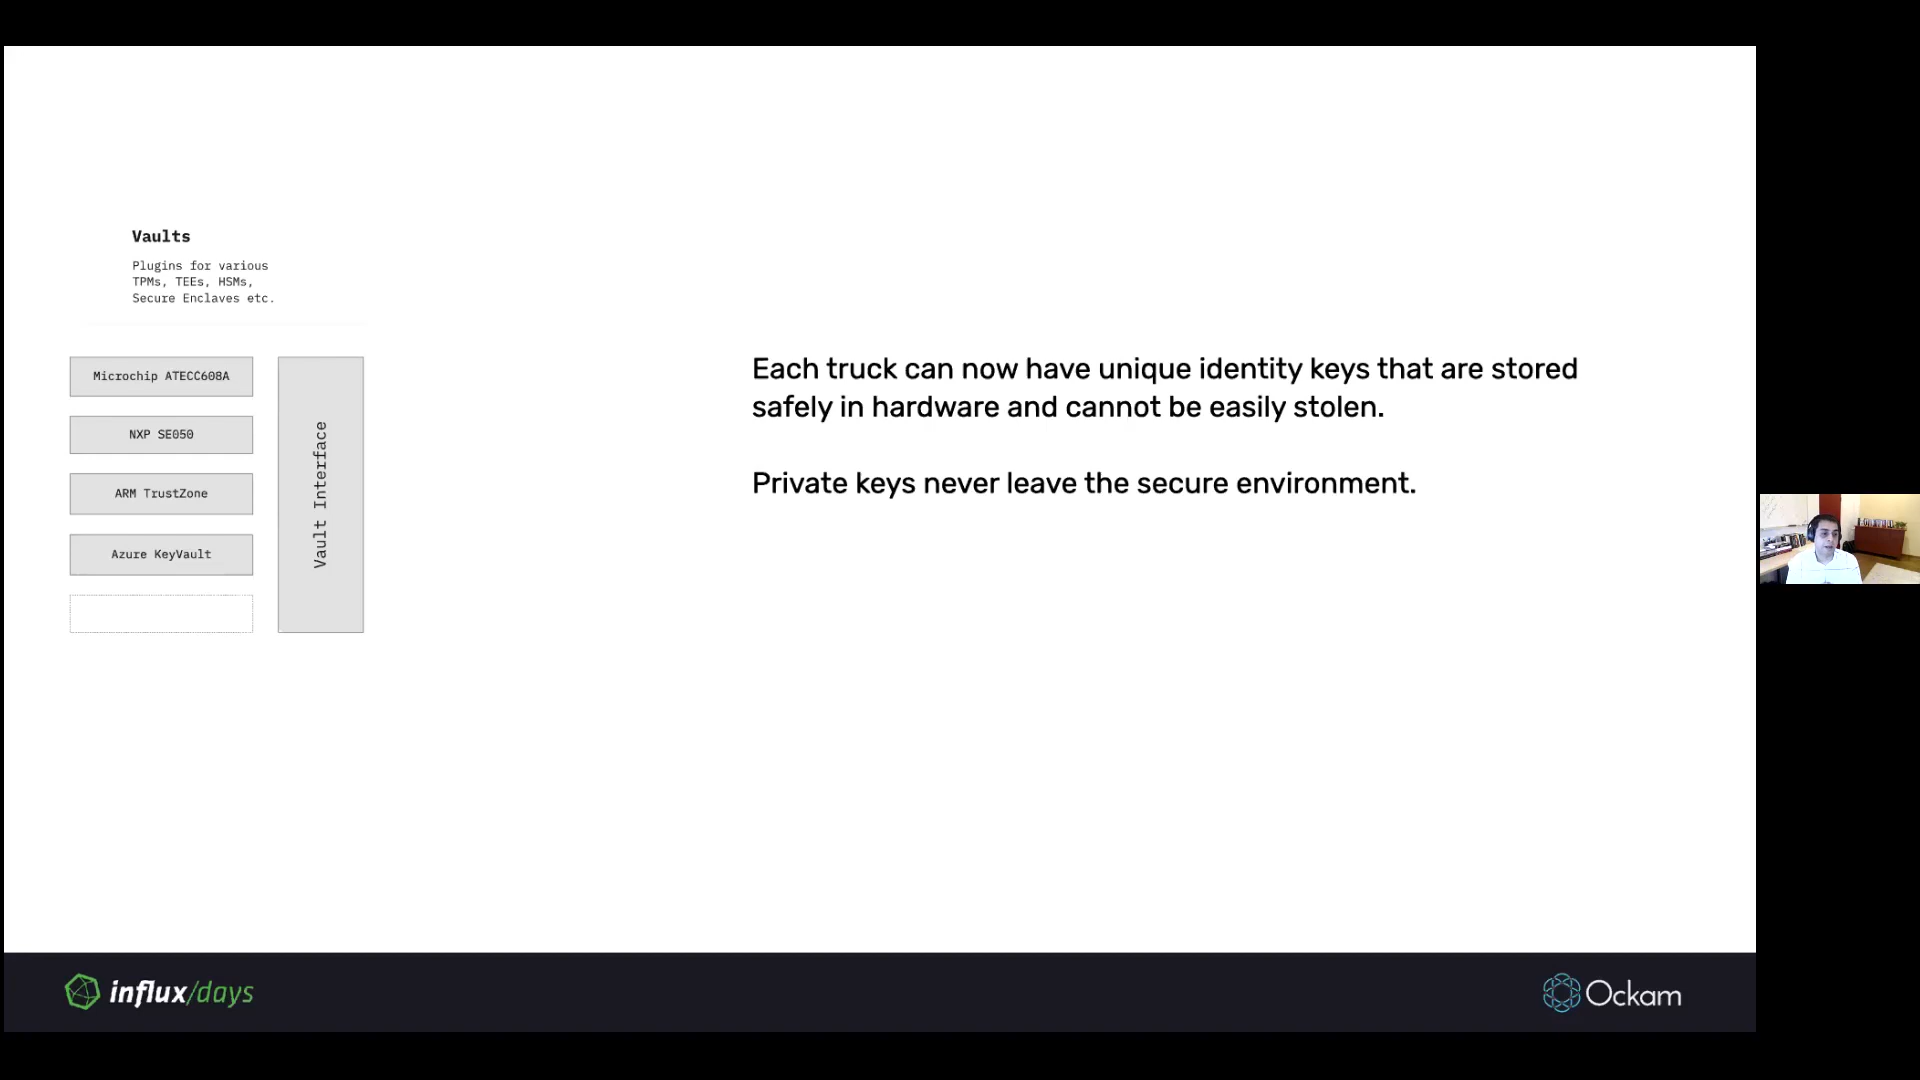 Vaults
Plugins for various
TPMs, TEEs, HSMs,
Secure Enclaves etc.
Microchip ATECC608A
NXP SE050
ARM TrustZone
Azure KeyVault
Vault Interface
Each truck can now have unique identity keys that are stored
safely in hardware and cannot be easily stolen.
Private keys never leave the secure environment.
influx/days
Ockam